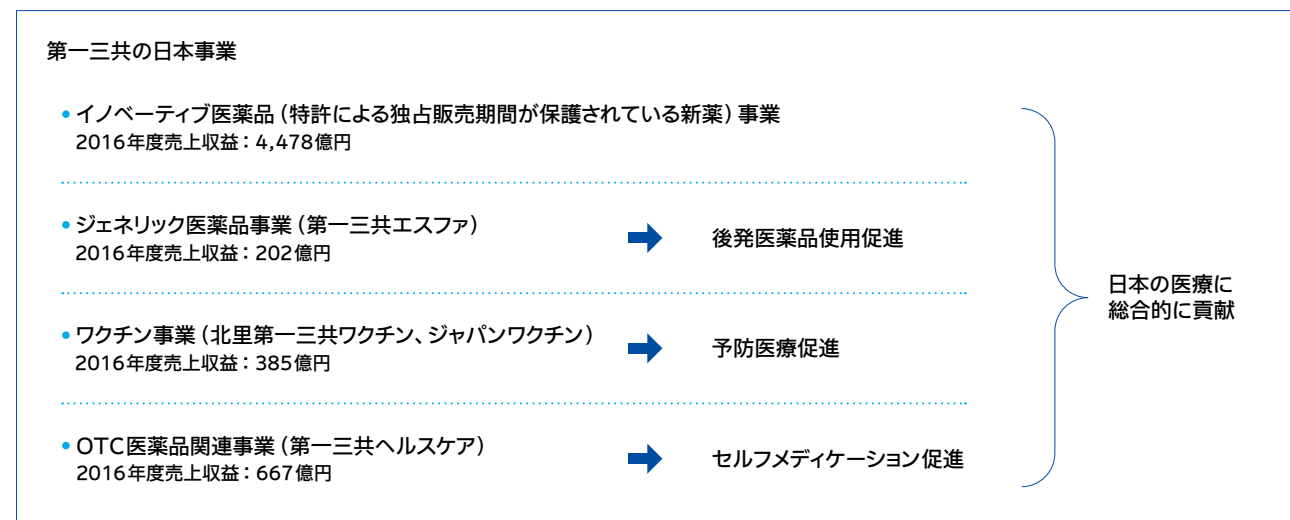 第一三共の日本事業
• イノベーティブ医薬品（特許による独占販売期間が保護されている新薬）事業
2016年度売上収益：4,478億円
• ジェネリック医薬品事業（第一三共エスファ）
2016年度売上収益：202億円
後発医薬品使用促進
• ワクチン事業（北里第一三共ワクチン、ジャパンワクチン）
2016年度売上収益：385億円
予防医療促進
• OTC医薬品関連事業（第一三共ヘルスケア）
2016年度売上収益：667億円
セルフメディケーション促進
日本の医療に
総合的に貢献